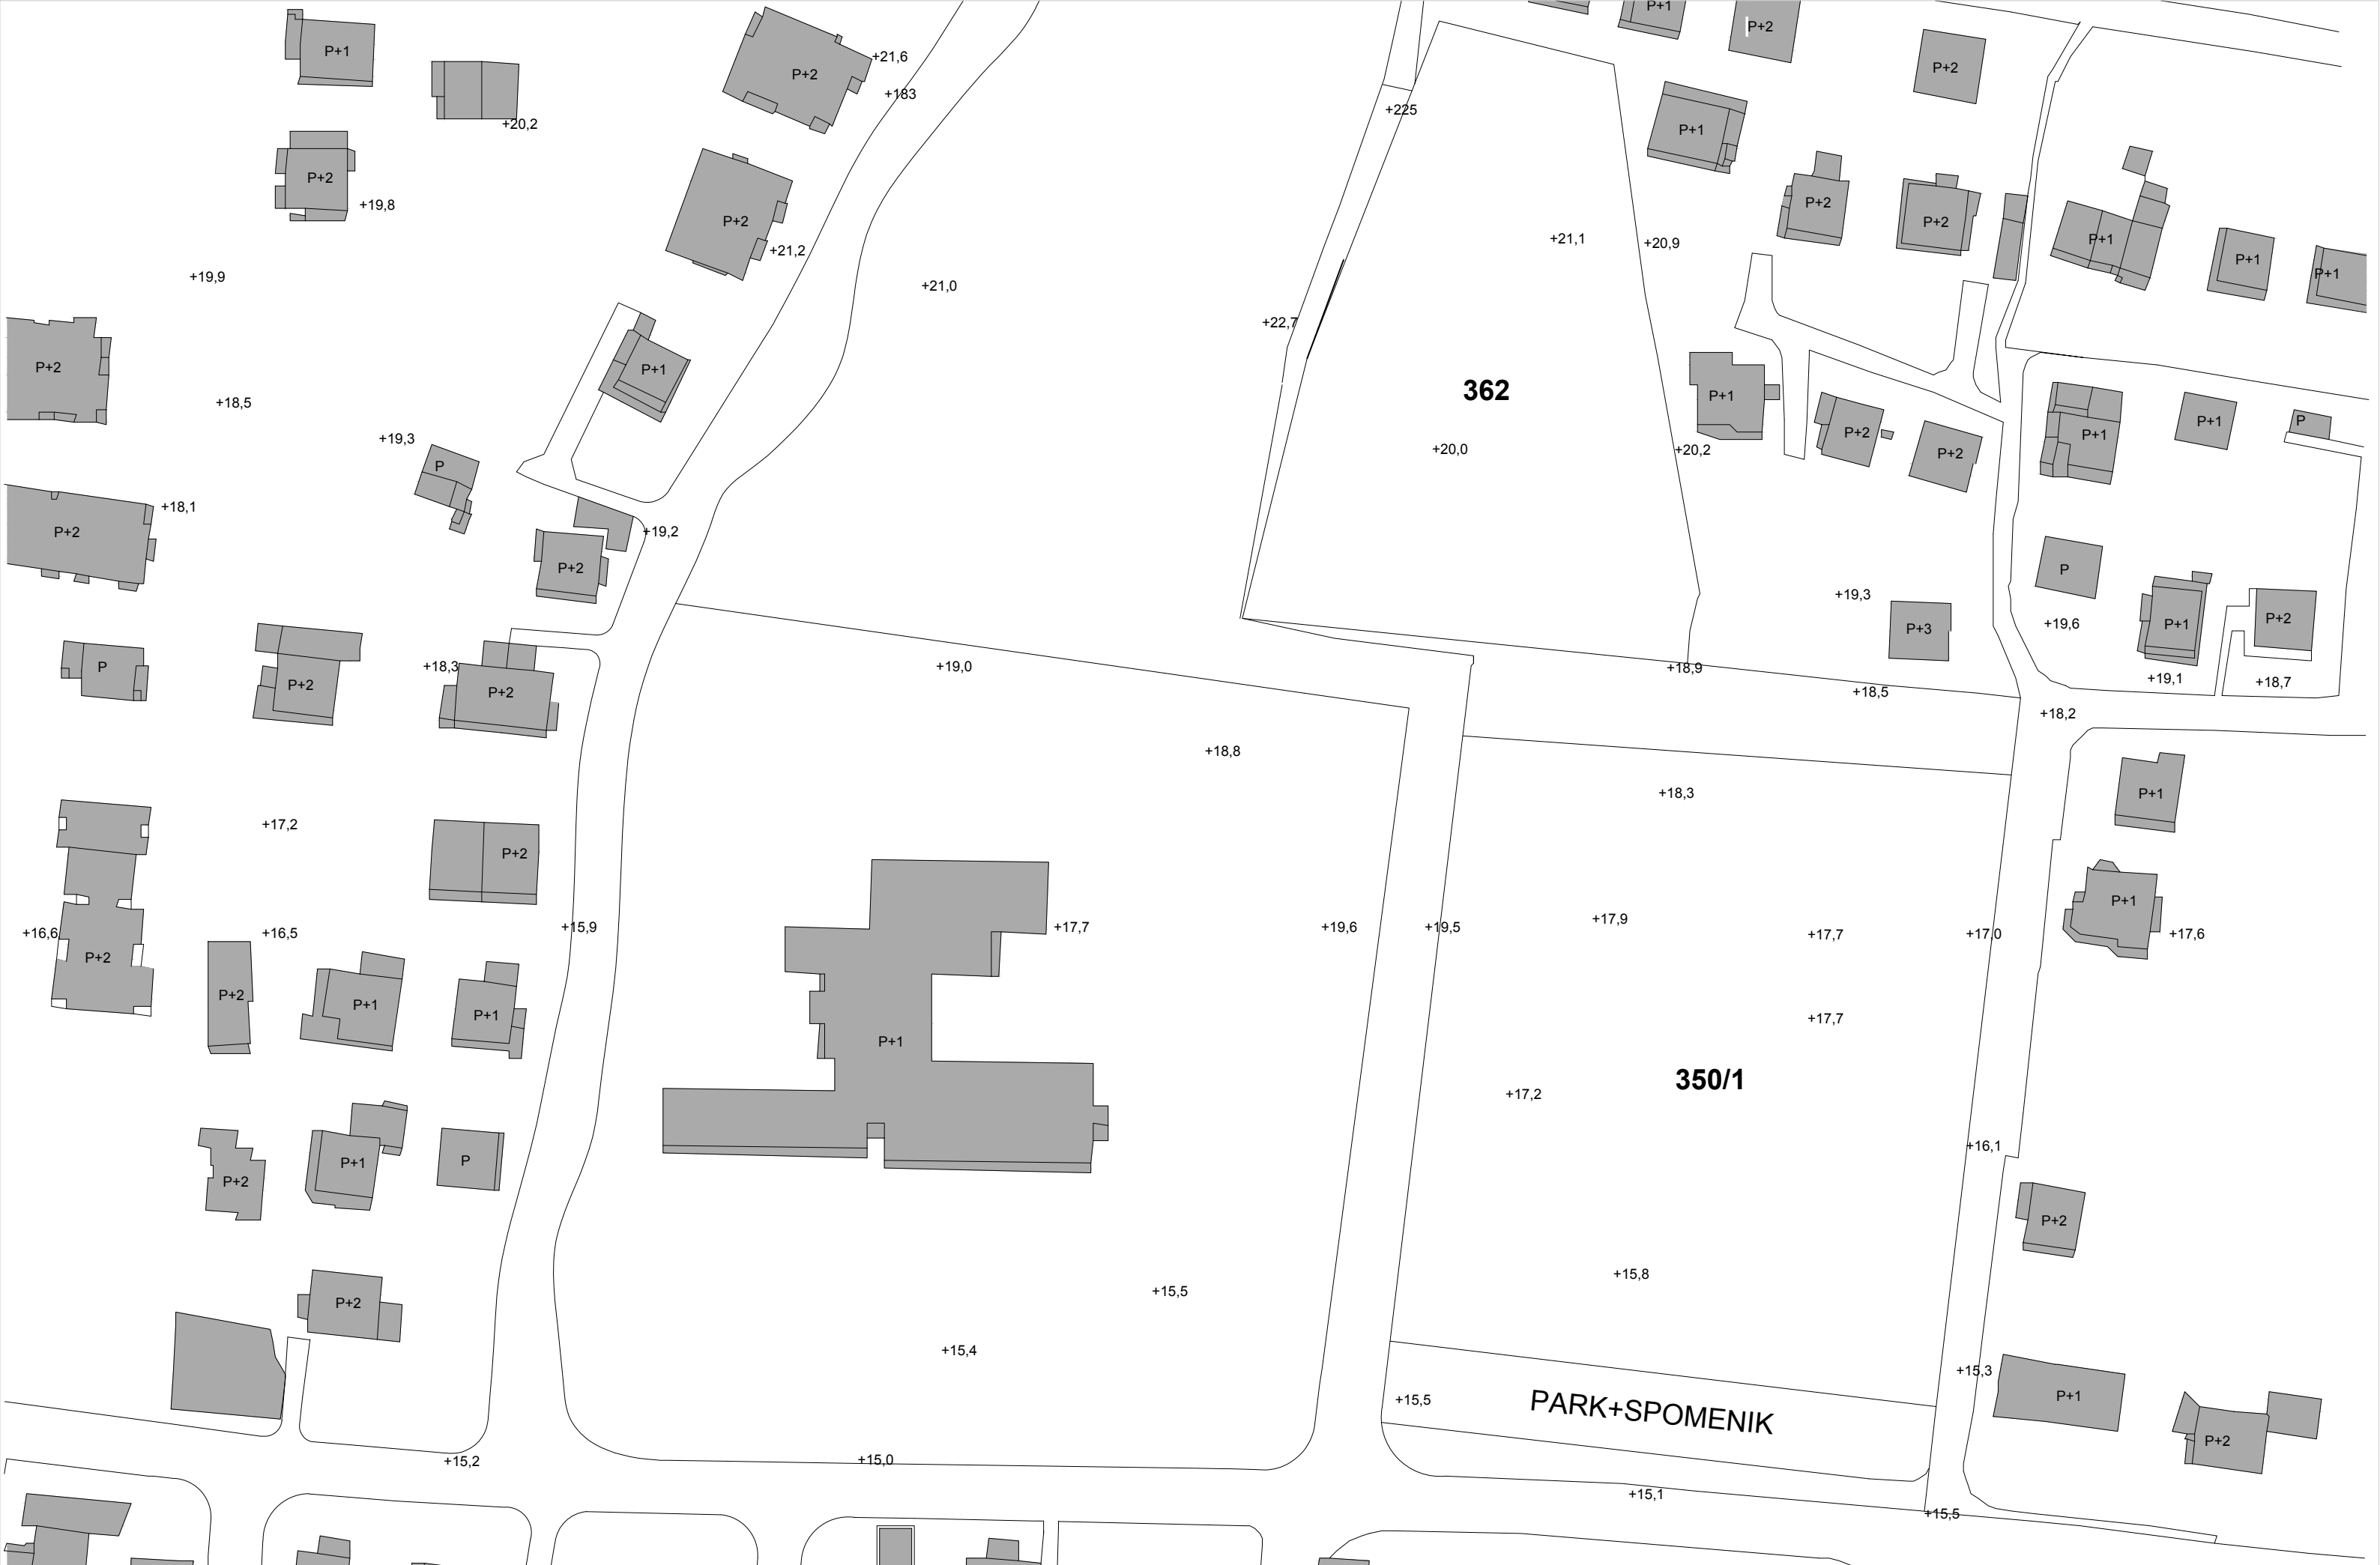 P+1
P+1
P+2
P+2
+21,6
P+2
+183
+20,2
+225
P+1
P+2
+19,8
P+2
P+2
P+2
P+1
P+1
P+1
+21,2
+21,1
+20,9
+19,9
+21,0
+22,7
P+2
P+1
362
P+1
P+2
P+2
P+1
P+1
P
+18,5
+19,3
P
+20,0
+20,2
+18,1
P+2
+19,2
P+2
P
+19,3
P+3
+19,6
P+1
P+2
P
P+2
+18,3
P+2
+19,0
+18,9
+18,5
+19,1
+18,7
+18,2
+18,8
+18,3
P+1
+17,2
P+2
P+1
+16,6
P+2
+16,5
+15,9
+17,7
+19,6
+19,5
+17,9
+17,7
+17,0
+17,6
P+2
P+1
P+1
P+1
+17,7
350/1
+17,2
+16,1
P+2
P+1
P
P+2
P+2
+15,8
+15,5
+15,4
+15,3
P+1
+15,5
PARK+SPOMENIK
P+2
+15,2
+15,0
+15,1
+15,5